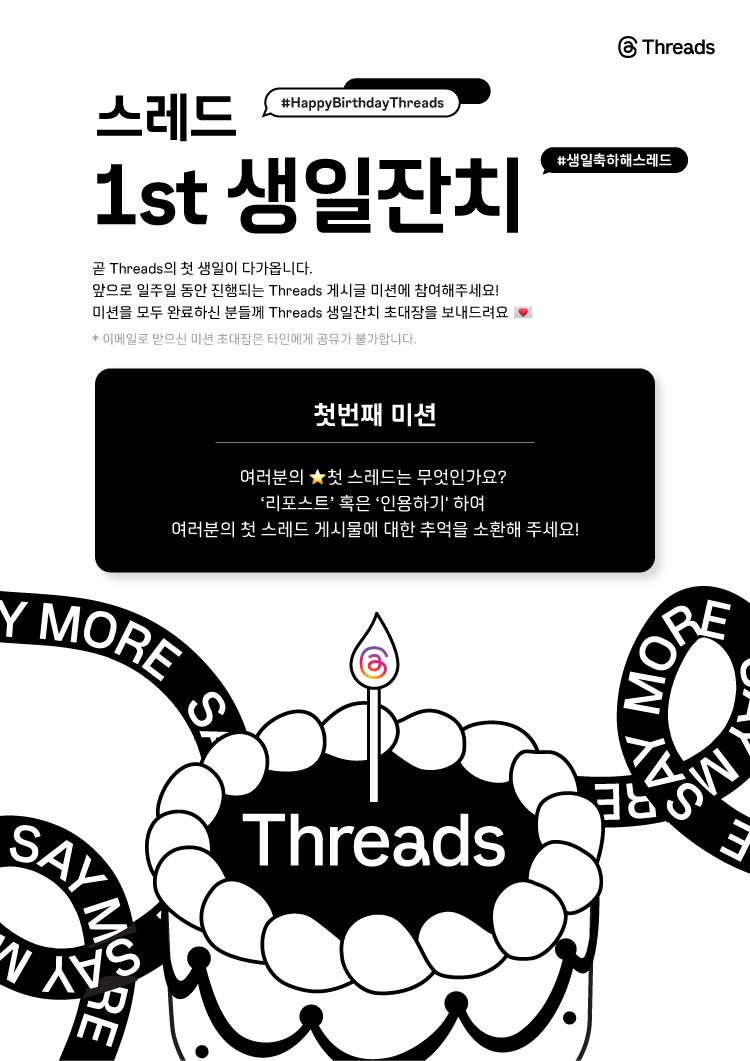 Threads
스레드
#HappyBirthdayThreads
1st 생일잔치
#생일축하해스레드
곧 Threads의 첫 생일이 다가옵니다.
앞으로 일주일 동안 진행되는 Threads 게시글 미션에 참여해주세요!
미션을 모두 완료하신 분들께 Threads 생일잔치 초대장을 보내드려요 💌
* 이메일로 받으신 미션 초대장은 타인에게 공유가 불가합니다.
첫번째 미션
여러분의 ⭐첫 스레드는 무엇인가요?
‘리포스트’ 혹은 ‘인용하기' 하여
여러분의 첫 스레드 게시물에 대한 추억을 소환해 주세요!
Y MORE SA
SAY MORE
SAY MORE
RE
AY M
E
Threads
SAY M
SAY M
RE